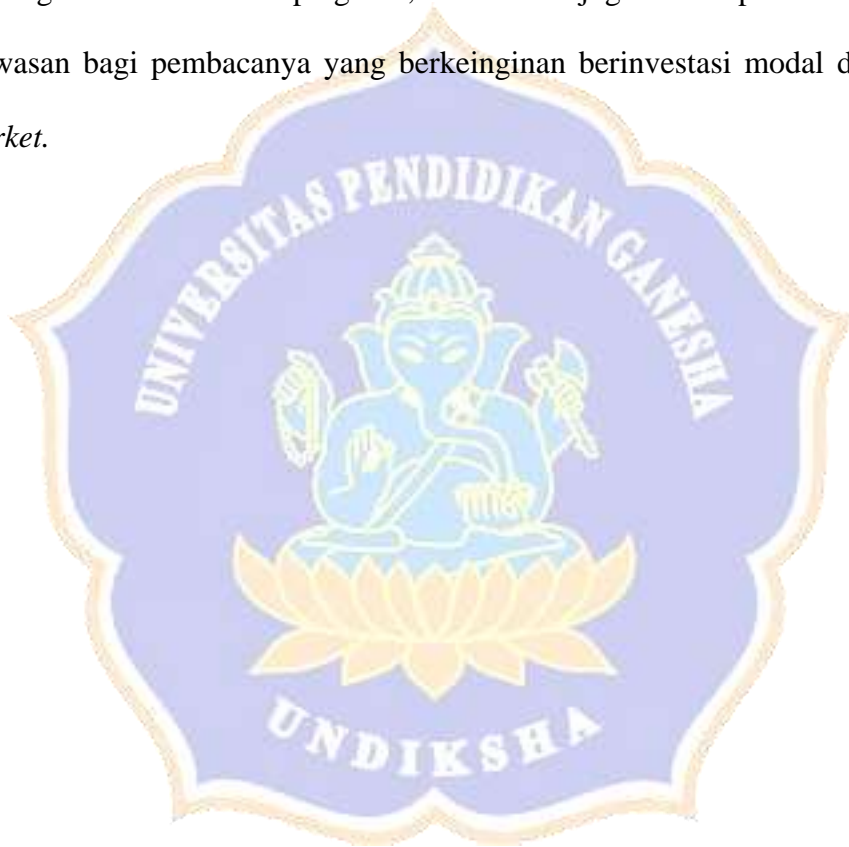 wasan bagi pembacanya yang berkeinginan berinvestasi modal d
rket.
UNIVERSITAS PENDIDIKAN GANESHA
UNDIKSHA